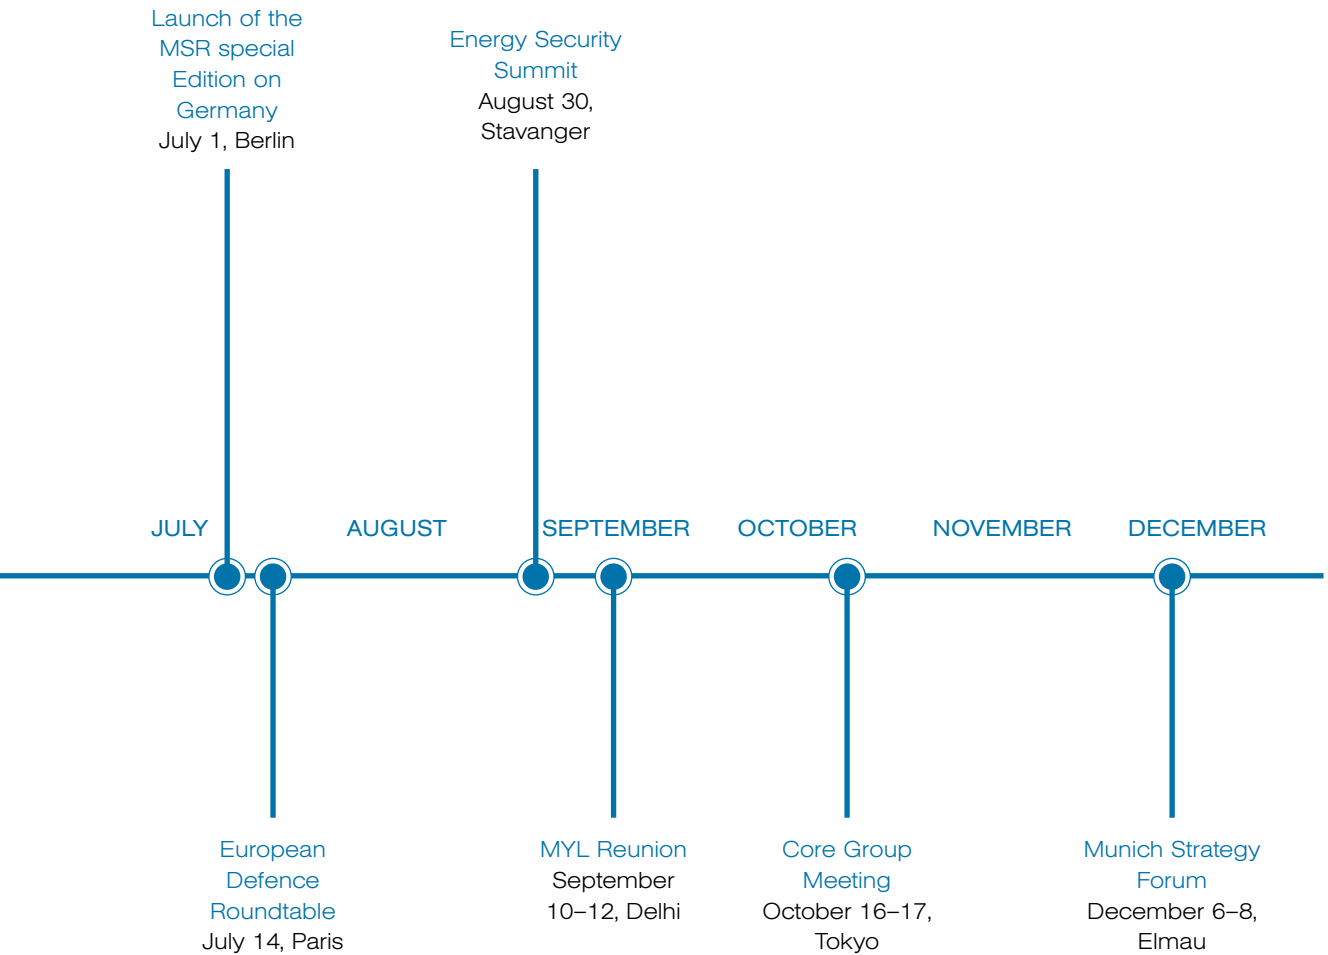 Launch of the
MSR special
Edition on
Germany
July 1, Berlin
Energy Security
Summit
August 30,
Stavanger
JULY
AUGUST
SEPTEMBER
OCTOBER
NOVEMBER
DECEMBER
European
Defence
Roundtable
July 14, Paris
MYL Reunion
September
10–12, Delhi
Core Group
Meeting
October 16–17,
Tokyo
Munich Strategy
Forum
December 6–8,
Elmau